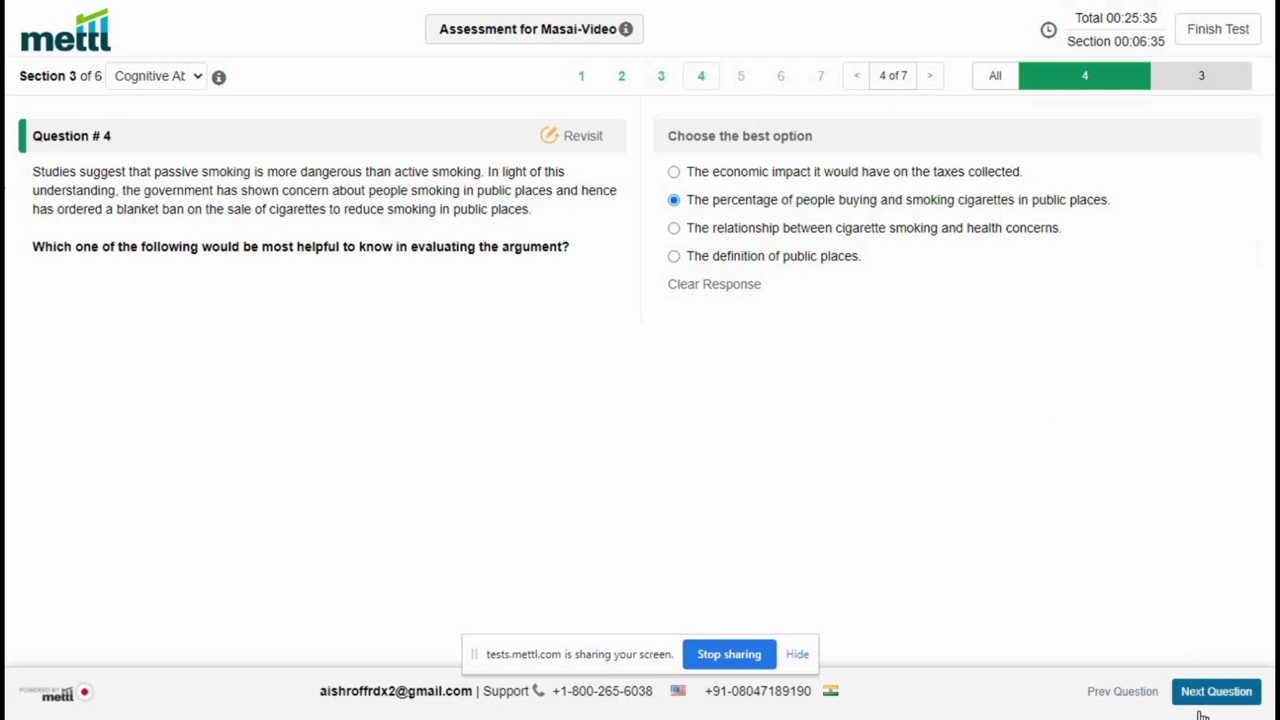 mettl
Assessment for Masai-Video
Total 00:25:35
Section 00:06:35
Finish Test
Section 3 of 6
Cognitive At
1 2 3 4 5 6 7
<
4 of 7
>
All
4
3
Question # 4
Revisit
Studies suggest that passive smoking is more dangerous than active smoking. In light of this
understanding, the government has shown concern about people smoking in public places and hence
has ordered a blanket ban on the sale of cigarettes to reduce smoking in public places.
Which one of the following would be most helpful to know in evaluating the argument?
Choose the best option
The economic impact it would have on the taxes collected.
The percentage of people buying and smoking cigarettes in public places.
The relationship between cigarette smoking and health concerns.
The definition of public places.
Clear Response
tests.mettl.com is sharing your screen.
Stop sharing
Hide
POWERED BY mettl
aishroffrdx2@gmail.com | Support +1-800-265-6038 +91-08047189190
Prev Question
Next Question